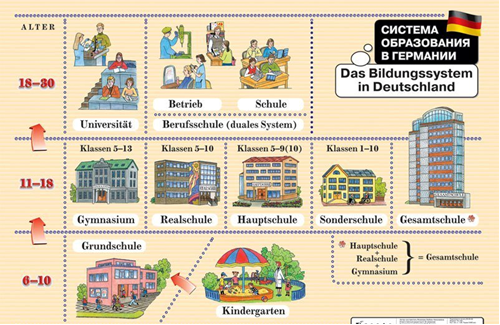 ALTER
СИСТЕМА
ОБРАЗОВАНИЯ
В ГЕРМАНИИ
Das Bildungssystem
in Deutschland
18-30
Betrieb
Schule
Universität
Berufsschule (duales System)
Klassen 5-13
Klassen 5-10
Klassen 5-9(10)
Klassen 1-10
11-18
Gymnasium
Realschule
Hauptschule
Sonderschule
Gesamtschule *
Grundschule
6-10
Kindergarten
* Hauptschule
+
Realschule
+
Gymnasium
= Gesamtschule